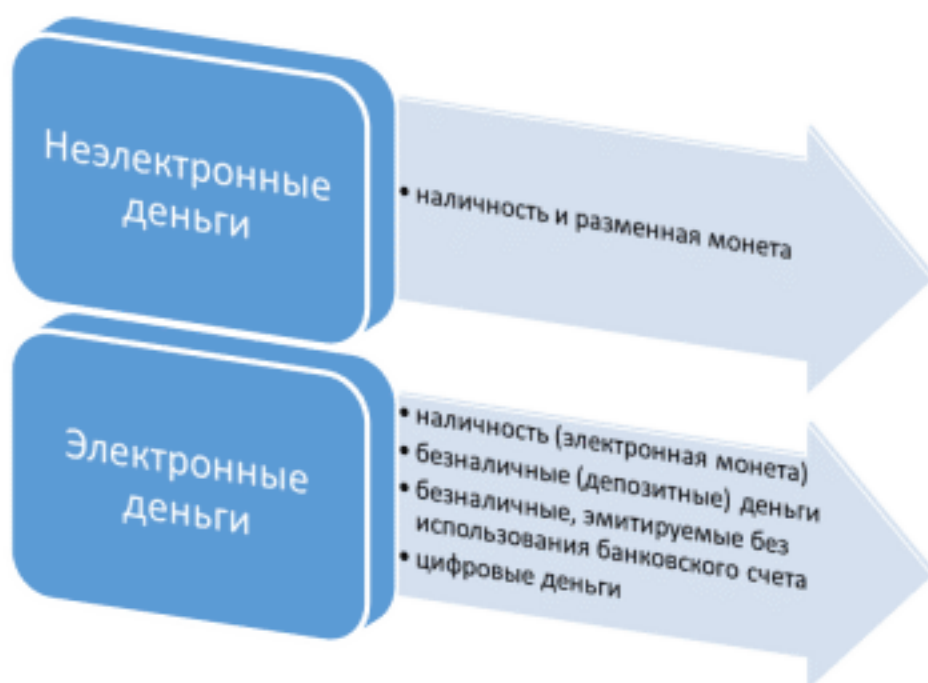 Неэлектронные
деньги
• наличность и разменная монета
Электронные
деньги
• наличность (электронная монета)
• безналичные (депозитные) деньги
• безналичные, эмитируемые без
использования банковского счета
• цифровые деньги